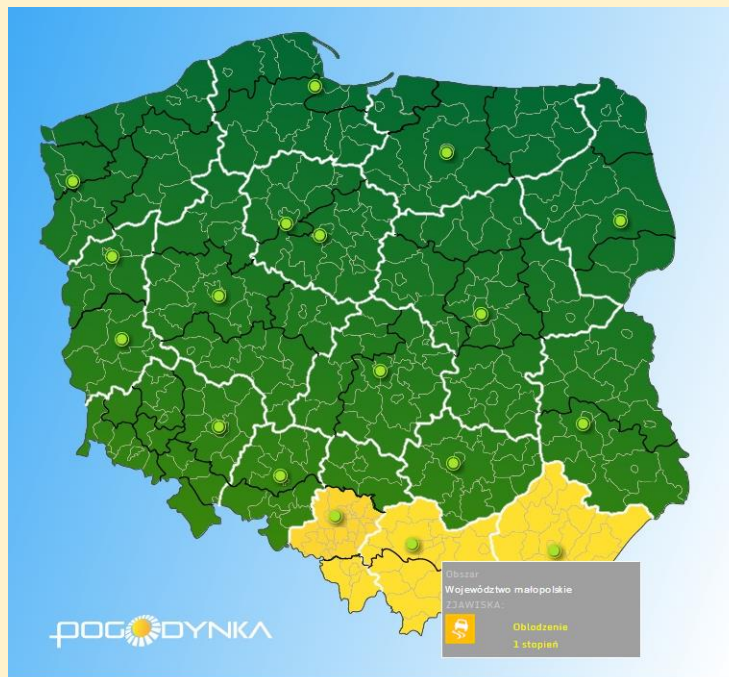 Obszar
Województwo małopolskie
ZJAWISKA:
Oblodzenie
1 stopień
POGODYNKA